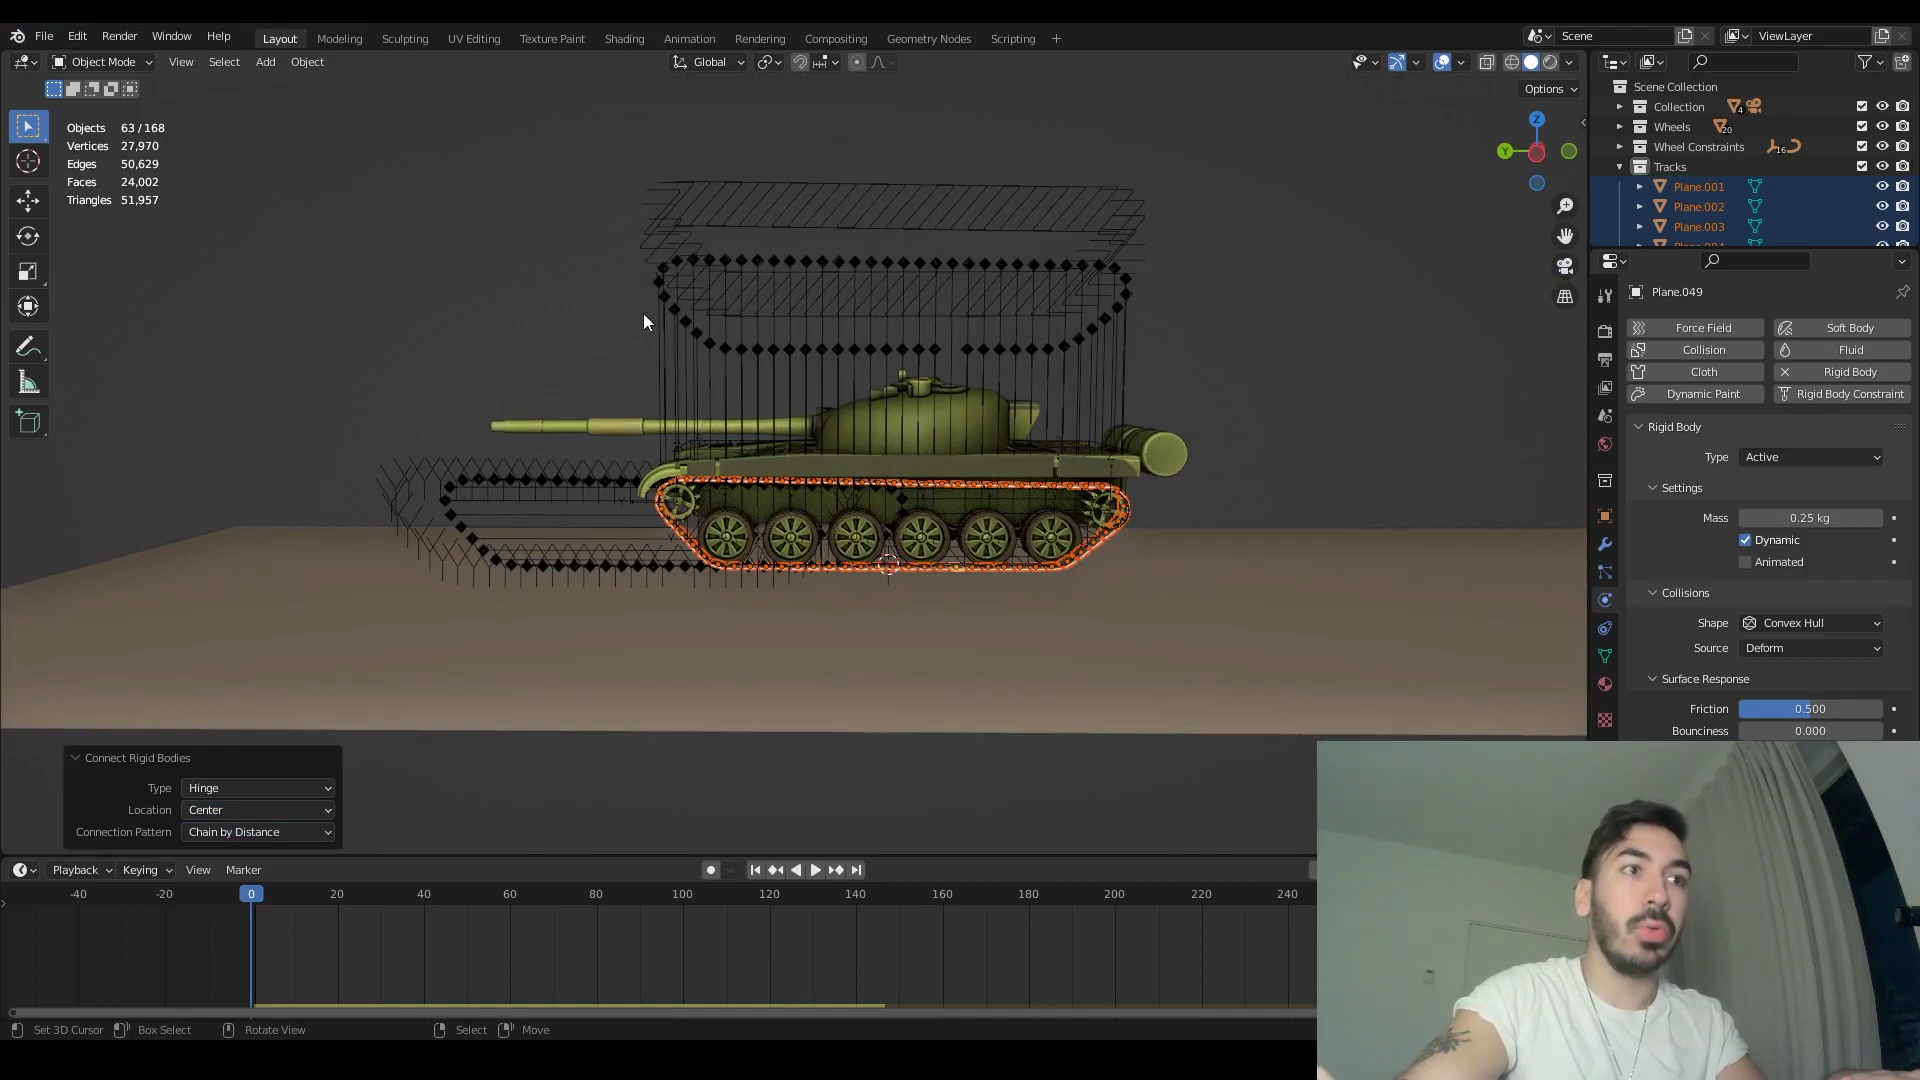 File Edit Render Window Help Layout Modeling Sculpting UV Editing Texture Paint Shading Animation Rendering Compositing Geometry Nodes Scripting + Scene ViewLayer
Object Mode View Select Add Object Global
Options
Objects 63 / 168
Vertices 27,970
Edges 50,629
Faces 24,002
Triangles 51,957
Z
Y
Scene Collection
Collection 4
Wheels 20
Wheel Constraints 16
Tracks
Plane.001
Plane.002
Plane.003
Plane.049
Force Field Soft Body
Collision Fluid
Cloth Rigid Body
Dynamic Paint Rigid Body Constraint
Rigid Body
Type Active
Settings
Mass 0.25 kg
Dynamic
Animated
Collisions
Shape Convex Hull
Source Deform
Surface Response
Friction 0.500
Bounciness 0.000
Connect Rigid Bodies
Type Hinge
Location Center
Connection Pattern Chain by Distance
Playback Keying View Marker
-40 -20 0 20 40 60 80 100 120 140 160 180 200 220 240
Set 3D Cursor Box Select Rotate View Select Move